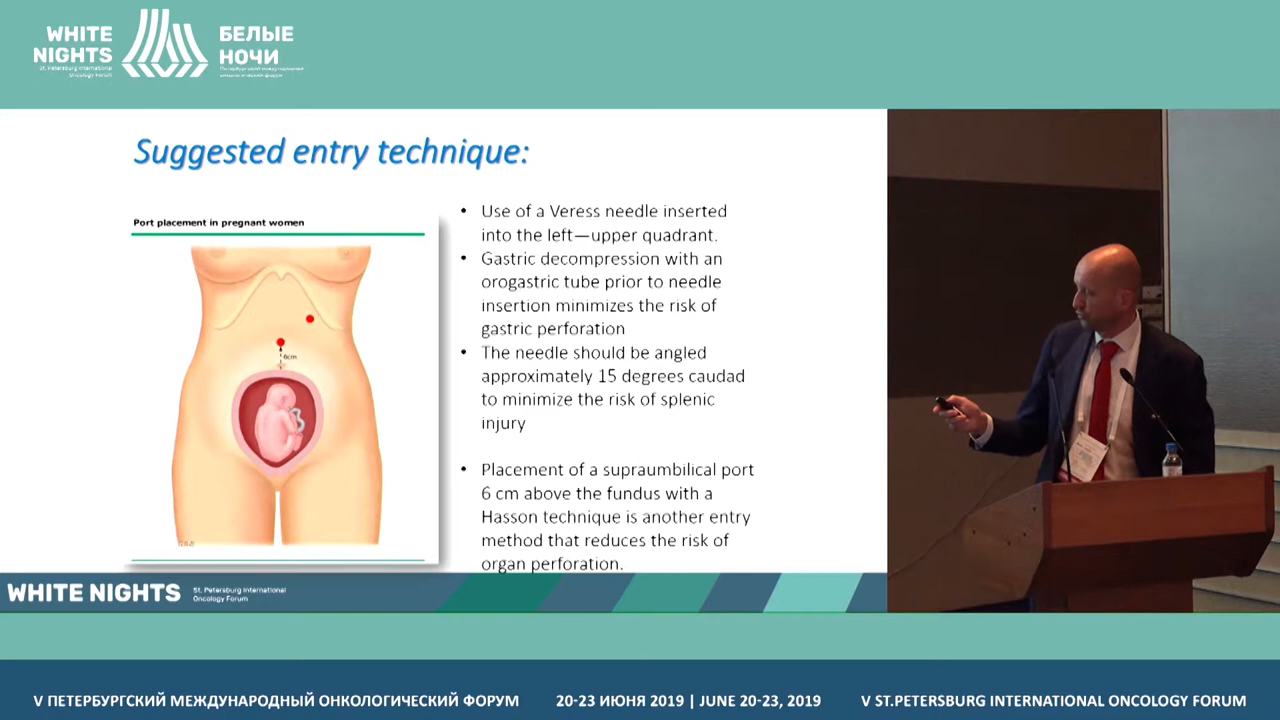 WHITE
NIGHTS
St. Petersburg International
Oncology Forum
БЕЛЫЕ
НОЧИ
Петербургский международный
онкологический форум
Suggested entry technique:
Port placement in pregnant women
6cm
• Use of a Veress needle inserted
into the left—upper quadrant.
• Gastric decompression with an
orogastric tube prior to needle
insertion minimizes the risk of
gastric perforation
• The needle should be angled
approximately 15 degrees caudad
to minimize the risk of splenic
injury
• Placement of a supraumbilical port
6 cm above the fundus with a
Hasson technique is another entry
method that reduces the risk of
organ perforation.
WHITE NIGHTS
St. Petersburg International
Oncology Forum
V ПЕТЕРБУРГСКИЙ МЕЖДУНАРОДНЫЙ ОНКОЛОГИЧЕСКИЙ ФОРУМ
20-23 ИЮНЯ 2019 | JUNE 20-23, 2019
V ST.PETERSBURG INTERNATIONAL ONCOLOGY FORUM